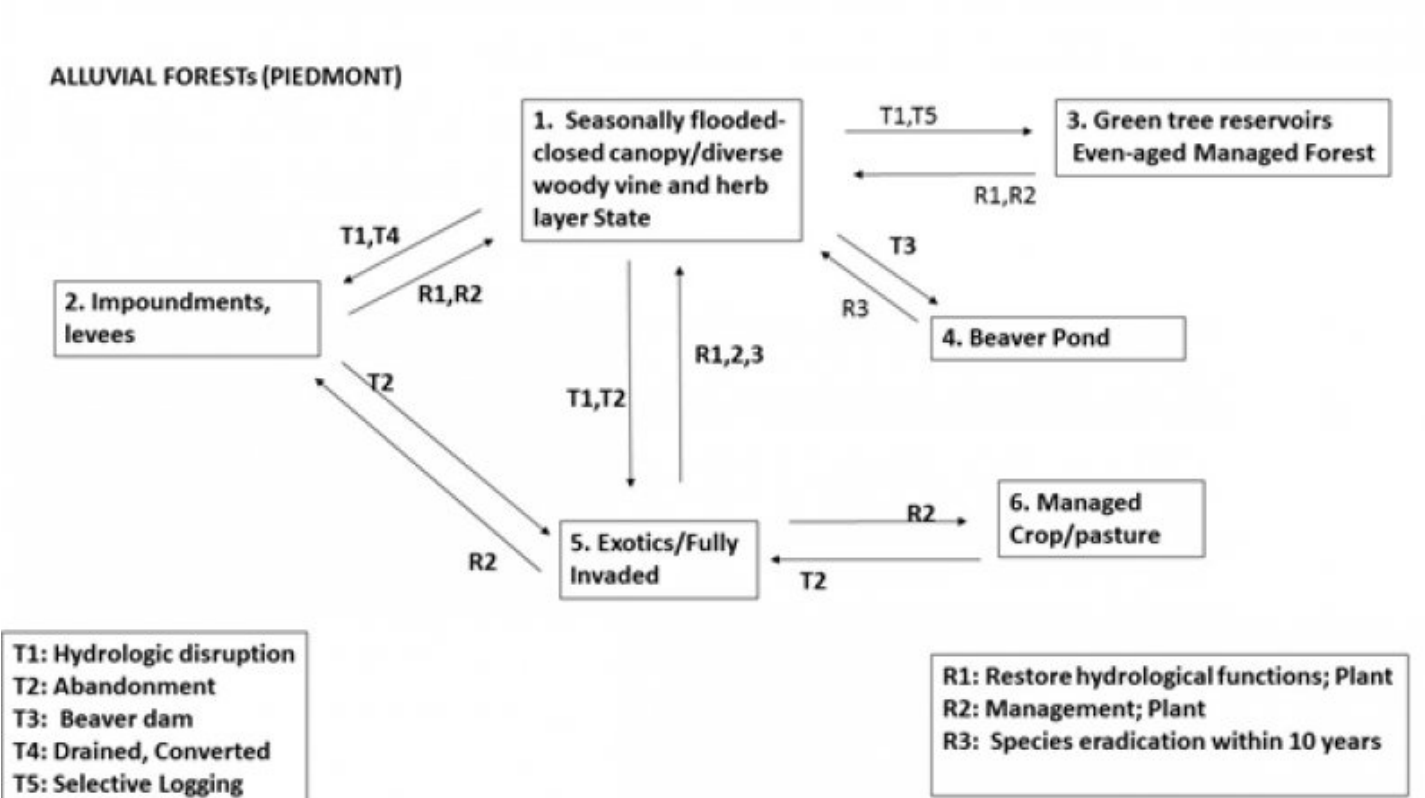 ALLUVIAL FORESTs (PIEDMONT)
1. Seasonally flooded-
closed canopy/diverse
woody vine and herb
layer State
T1,T5
R1,R2
3. Green tree reservoirs
Even-aged Managed Forest
T1,T4
R1,R2
T3
R3
2. Impoundments,
levees
4. Beaver Pond
T2
T1,T2
R1,2,3
R2
5. Exotics/Fully
Invaded
R2
T2
6. Managed
Crop/pasture
T1: Hydrologic disruption
T2: Abandonment
T3: Beaver dam
T4: Drained, Converted
T5: Selective Logging
R1: Restore hydrological functions; Plant
R2: Management; Plant
R3: Species eradication within 10 years